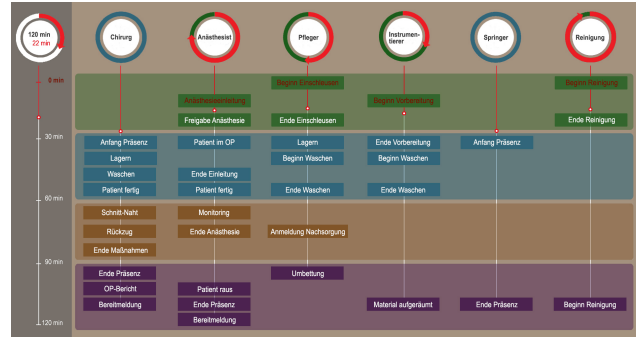 120 min
22 min
Chirurg
Anästhesist
Pfleger
Instrumen-
tierer
Springer
Reinigung
0 min
Beginn Einschleusen
Beginn Reinigung
Anästhesieeinleitung
Beginn Vorbereitung
Freigabe Anästhesie
Ende Einschleusen
Ende Reinigung
30 min
Anfang Präsenz
Patient im OP
Lagern
Ende Vorbereitung
Anfang Präsenz
Lagern
Beginn Waschen
Beginn Waschen
Waschen
Ende Einleitung
Patient fertig
Patient fertig
Ende Waschen
Ende Waschen
60 min
Schnitt-Naht
Monitoring
Rückzug
Ende Anästhesie
Anmeldung Nachsorgung
Ende Maßnahmen
90 min
Ende Präsenz
Umbettung
OP-Bericht
Patient raus
Bereitmeldung
Ende Präsenz
Material aufgeräumt
Ende Präsenz
Beginn Reinigung
Bereitmeldung
120 min